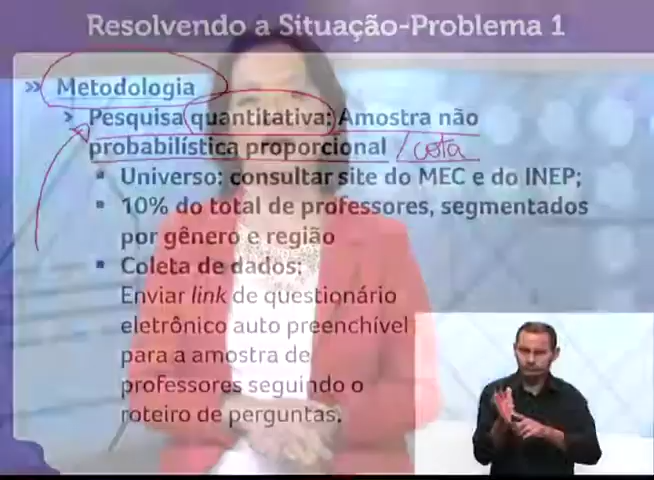 Resolvendo a Situação-Problema 1
» Metodologia
› Pesquisa quantitativa: Amostra não
probabilística proporcional / cota
▪ Universo: consultar site do MEC e do INEP;
▪ 10% do total de professores, segmentados
por gênero e região
▪ Coleta de dados:
Enviar link de questionário
eletrônico auto preenchível
para a amostra de
professores seguindo o
roteiro de perguntas.